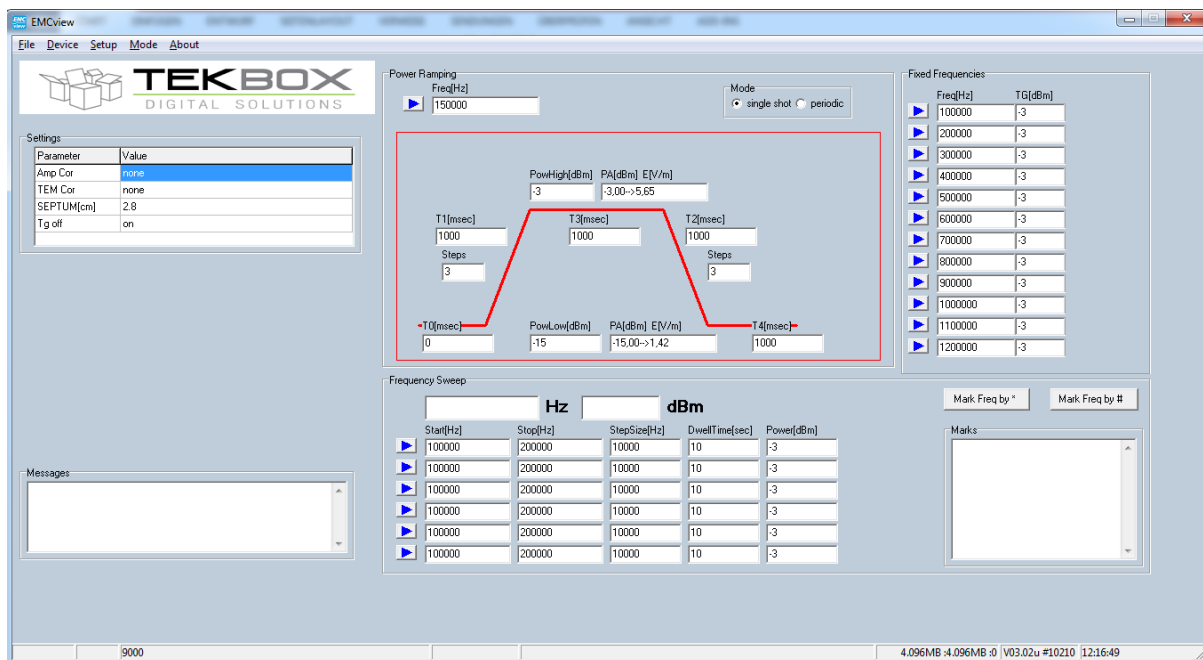 EMCview
File Device Setup Mode About
TEKBOX
DIGITAL SOLUTIONS
Settings
Parameter Value
Amp Cor none
TEM Cor none
SEPTUM[cm] 2.8
Tg off on
Messages
Power Ramping
Freq[Hz]
150000
Mode
single shot periodic
PowHigh[dBm] PA[dBm] E[V/m]
-3 -3,00-->5,65
T1[msec] T3[msec] T2[msec]
1000 1000 1000
Steps Steps
3 3
T0[msec] PowLow[dBm] PA[dBm] E[V/m] T4[msec]
0 -15 -15,00-->1,42 1000
Fixed Frequencies
Freq[Hz] TG[dBm]
100000 -3
200000 -3
300000 -3
400000 -3
500000 -3
600000 -3
700000 -3
800000 -3
900000 -3
1000000 -3
1100000 -3
1200000 -3
Frequency Sweep
Hz dBm
Start[Hz] Stop[Hz] StepSize[Hz] DwellTime[sec] Power[dBm]
100000 200000 10000 10 -3
100000 200000 10000 10 -3
100000 200000 10000 10 -3
100000 200000 10000 10 -3
100000 200000 10000 10 -3
100000 200000 10000 10 -3
Mark Freq by * Mark Freq by #
Marks
9000 4.096MB :4.096MB :0 V03.02u #10210 12:16:49